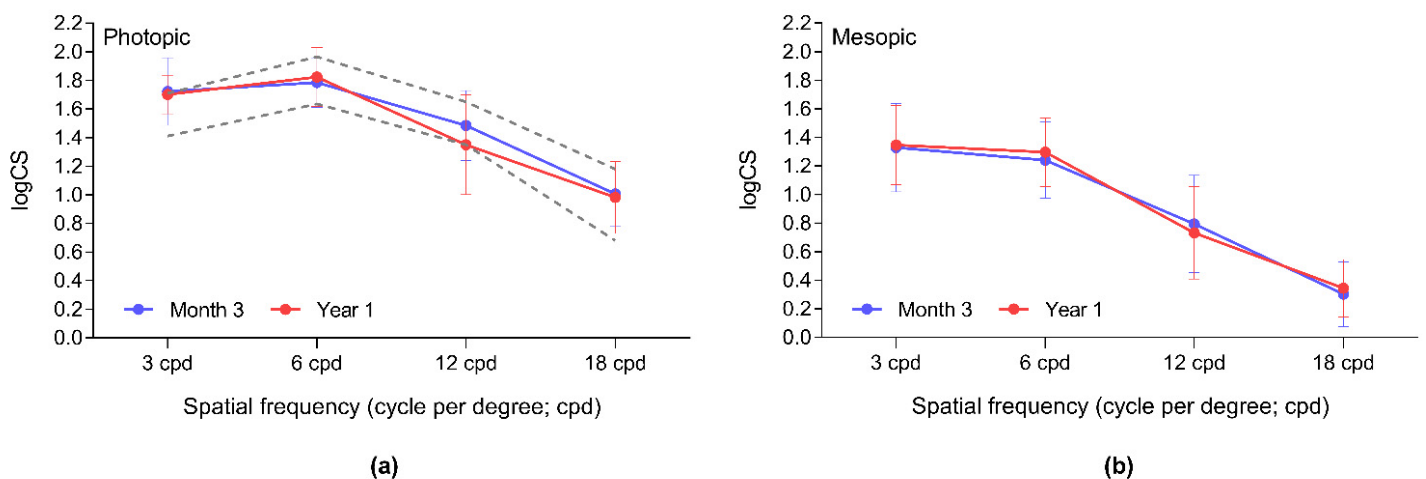 Photopic
logCS
2.2
2.0
1.8
1.6
1.4
1.2
1.0
0.8
0.6
0.4
0.2
0.0
Month 3 Year 1
3 cpd 6 cpd 12 cpd 18 cpd
Spatial frequency (cycle per degree; cpd)
(a)
Mesopic
logCS
2.2
2.0
1.8
1.6
1.4
1.2
1.0
0.8
0.6
0.4
0.2
0.0
Month 3 Year 1
3 cpd 6 cpd 12 cpd 18 cpd
Spatial frequency (cycle per degree; cpd)
(b)